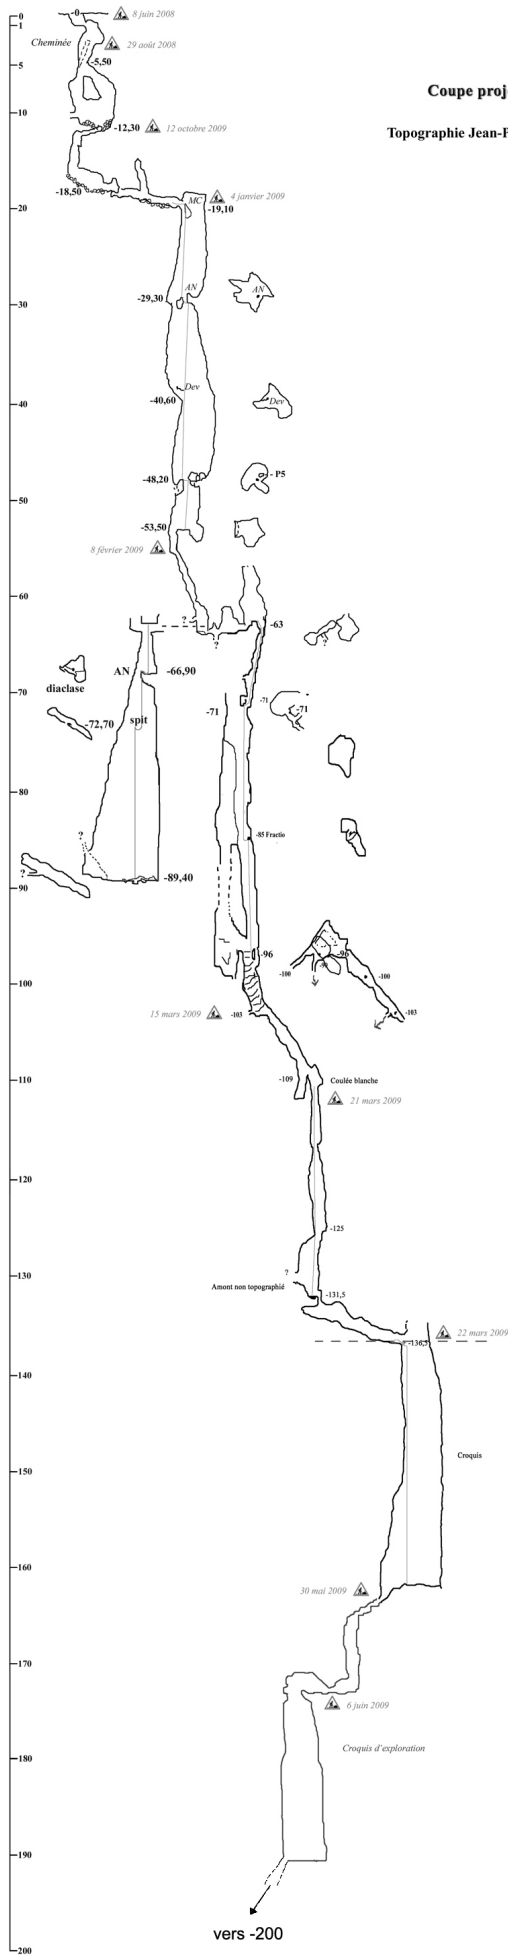 0
-0
8 juin 2008
1
Cheminée
29 août 2008
-5,50
5
Coupe proj
10
-12,30
12 octobre 2009
Topographie Jean-F
-18,50
MC
4 janvier 2009
-19,10
20
AN
AN
-29,30
30
Dev
-40,60
Dev
40
-48,20
- P5
50
-53,50
8 février 2009
60
?
-63
?
?
AN
-66,90
diaclase
70
-71
-71
-71
-72,70
spit
80
?
-85 Fractio
?
-89,40
90
-96
-96
-100
-100
100
15 mars 2009
-103
-103
110
-109
Coulée blanche
21 mars 2009
120
-125
?
130
Amont non topographié
-131,5
22 mars 2009
-136,5
140
150
Croquis
160
30 mai 2009
170
6 juin 2009
Croquis d'exploration
180
190
vers -200
200